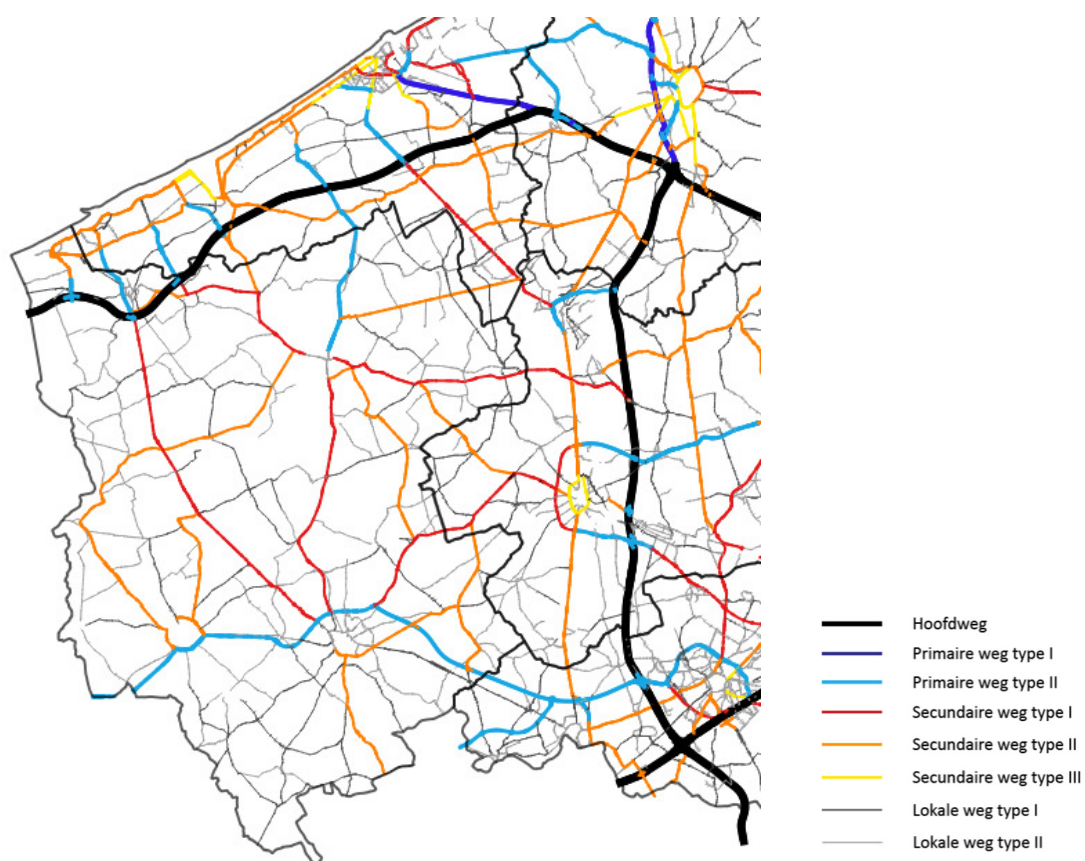 Hoofdweg
Primaire weg type I
Primaire weg type II
Secundaire weg type I
Secundaire weg type II
Secundaire weg type III
Lokale weg type I
Lokale weg type II